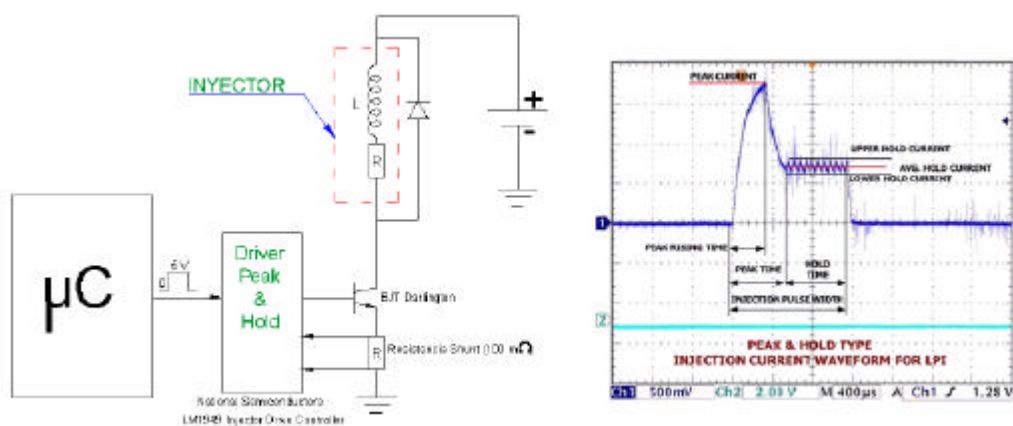 INYECTOR
L
R
+
-
µC
0
5V
Driver
Peak
&
Hold
BJT Darlington
R
Resistencia Shunt (100 mΩ)
National Semiconductors
LM1949 Injector Drive Controller
PEAK CURRENT
UPPER HOLD CURRENT
AVG. HOLD CURRENT
LOWER HOLD CURRENT
1
PEAK RISING TIME
PEAK TIME
HOLD
TIME
INJECTION PULSE WIDTH
2
PEAK & HOLD TYPE
INJECTION CURRENT WAVEFORM FOR LPI
Ch1 500mV Ch2 2.00 V M 400µs A Ch1 ƒ 1.28 V